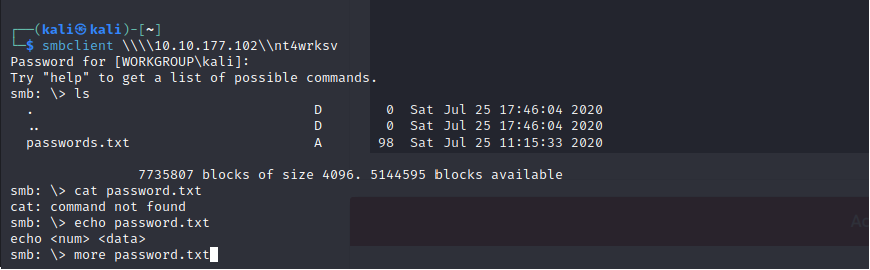 ┌──(kali㉿kali)-[~]
└─$ smbclient \\\\10.10.177.102\\nt4wrksv
Password for [WORKGROUP\kali]:
Try "help" to get a list of possible commands.
smb: \> ls
  .                                   D        0  Sat Jul 25 17:46:04 2020
  ..                                  D        0  Sat Jul 25 17:46:04 2020
  passwords.txt                       A       98  Sat Jul 25 11:15:33 2020
                7735807 blocks of size 4096. 5144595 blocks available
smb: \> cat password.txt
cat: command not found
smb: \> echo password.txt
echo <num> <data>
smb: \> more password.txt